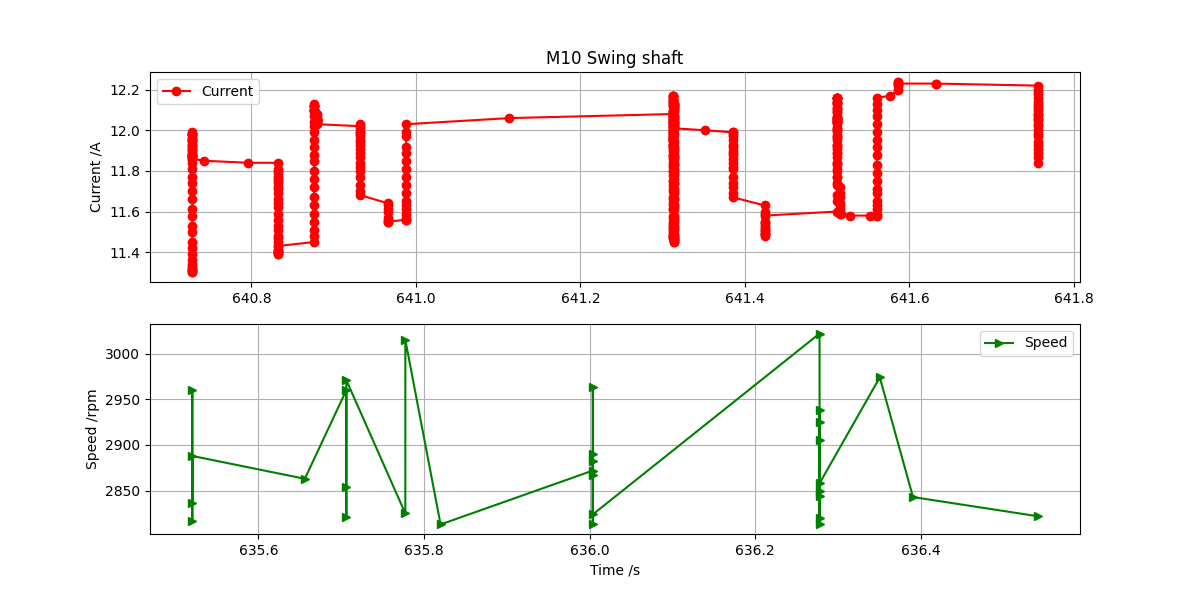 M10 Swing shaft
Current
Current /A
12.2
12.0
11.8
11.6
11.4
640.8 641.0 641.2 641.4 641.6 641.8
Speed
Speed /rpm
3000
2950
2900
2850
635.6 635.8 636.0 636.2 636.4
Time /s